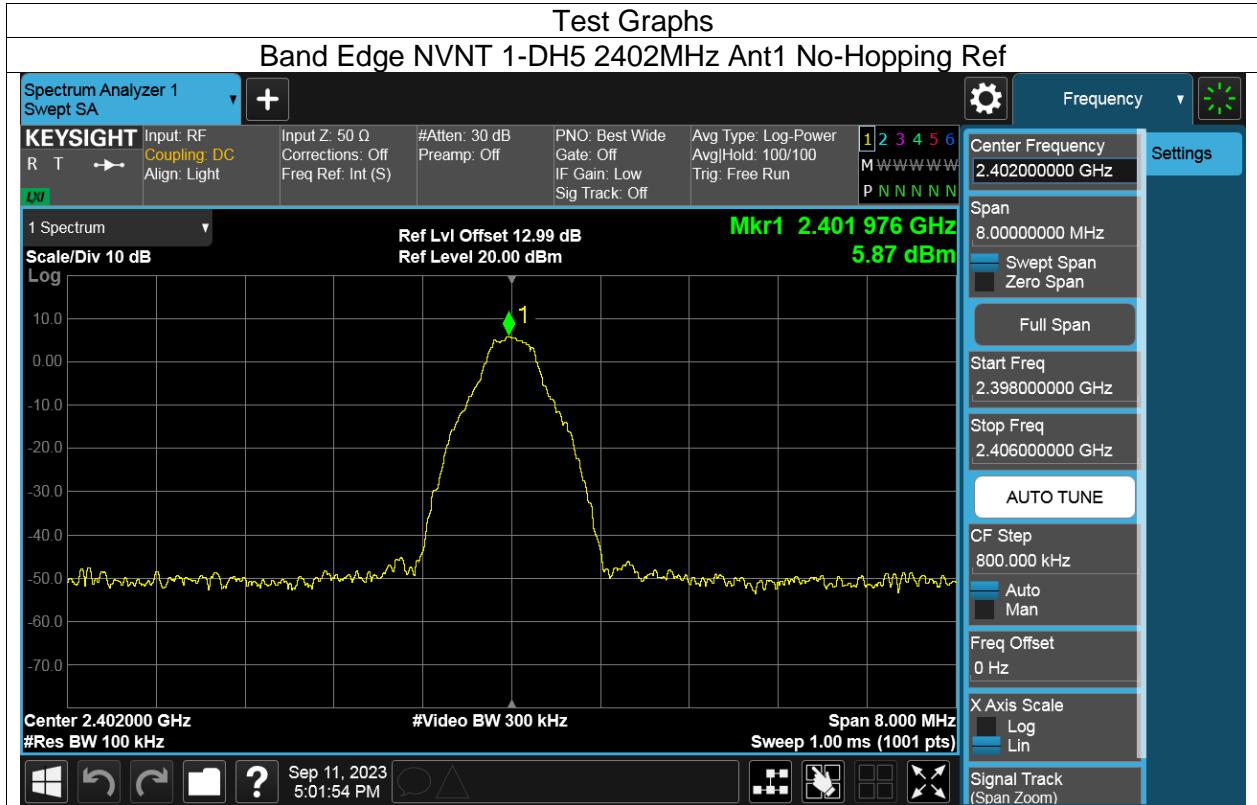 Test Graphs
Band Edge NVNT 1-DH5 2402MHz Ant1 No-Hopping Ref
Spectrum Analyzer 1
Swept SA
Frequency
KEYSIGHT
R T
LXI
Input: RF
Coupling: DC
Align: Light
Input Z: 50 Ω
Corrections: Off
Freq Ref: Int (S)
#Atten: 30 dB
Preamp: Off
PNO: Best Wide
Gate: Off
IF Gain: Low
Sig Track: Off
Avg Type: Log-Power
Avg|Hold: 100/100
Trig: Free Run
1 2 3 4 5 6
M W W W W W
P N N N N N
1 Spectrum
Scale/Div 10 dB
Log
Ref Lvl Offset 12.99 dB
Ref Level 20.00 dBm
Mkr1 2.401 976 GHz
5.87 dBm
1
10.0
0.00
-10.0
-20.0
-30.0
-40.0
-50.0
-60.0
-70.0
Center 2.402000 GHz
#Res BW 100 kHz
#Video BW 300 kHz
Span 8.000 MHz
Sweep 1.00 ms (1001 pts)
Center Frequency
2.402000000 GHz
Settings
Span
8.00000000 MHz
Swept Span
Zero Span
Full Span
Start Freq
2.398000000 GHz
Stop Freq
2.406000000 GHz
AUTO TUNE
CF Step
800.000 kHz
Auto
Man
Freq Offset
0 Hz
X Axis Scale
Log
Lin
Signal Track
(Span Zoom)
?
Sep 11, 2023
5:01:54 PM